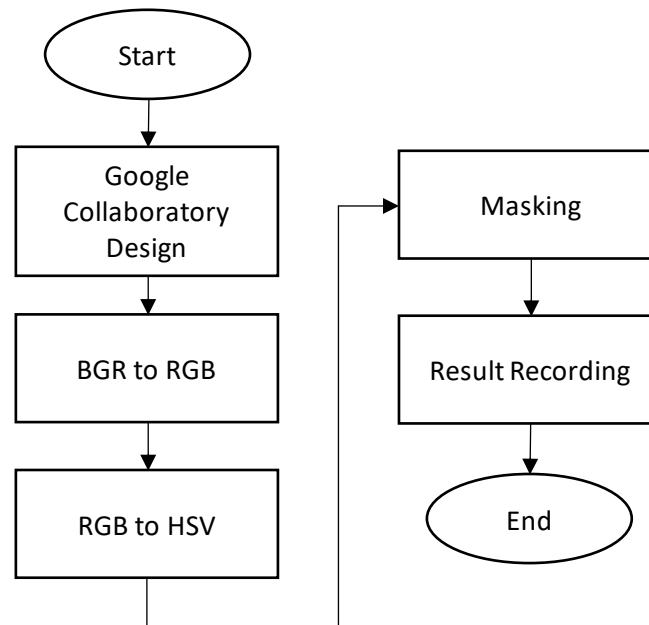 Start
Google
Collaboratory
Design
BGR to RGB
RGB to HSV
Masking
Result Recording
End